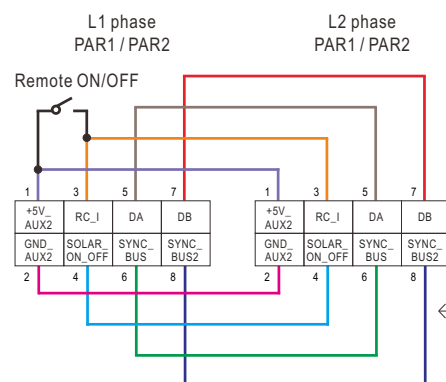 L1 phase
PAR1 / PAR2
L2 phase
PAR1 / PAR2
Remote ON/OFF
1 3 5 7
1 3 5 7
+5V_
AUX2
RC_I
DA
DB
+5V_
AUX2
RC_I
DA
DB
GND_
AUX2
SOLAR_
ON_OFF
SYNC_
BUS
SYNC_
BUS2
GND_
AUX2
SOLAR_
ON_OFF
SYNC_
BUS
SYNC_
BUS2
2 4 6 8
2 4 6 8